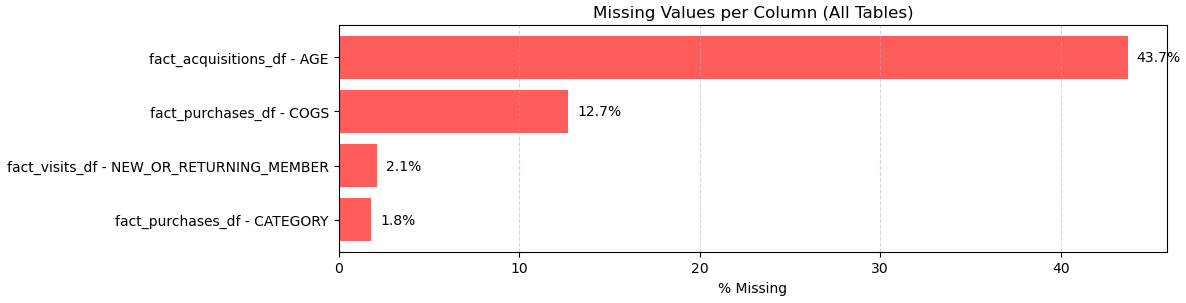 Missing Values per Column (All Tables)
fact_acquisitions_df - AGE
43.7%
fact_purchases_df - COGS
12.7%
fact_visits_df - NEW_OR_RETURNING_MEMBER
2.1%
fact_purchases_df - CATEGORY
1.8%
0 10 20 30 40
% Missing